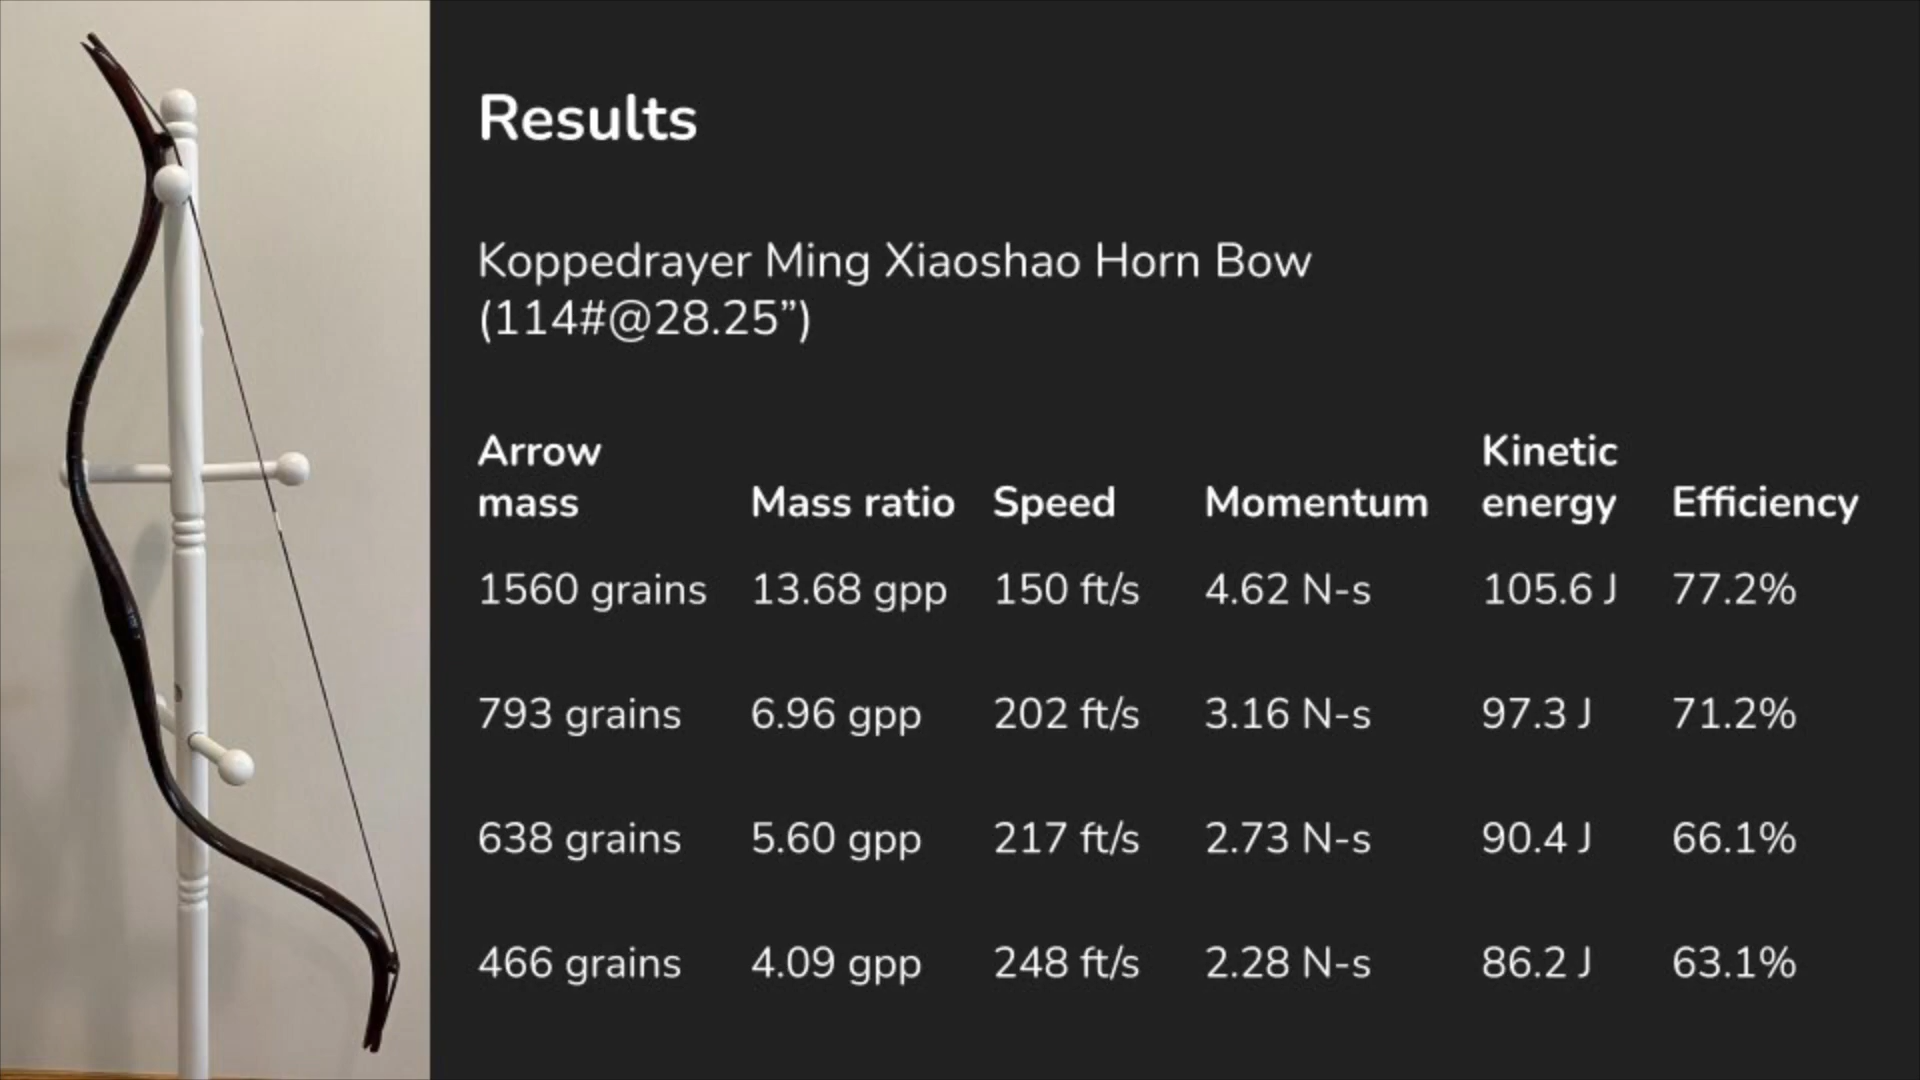 Results
Koppedrayer Ming Xiaoshao Horn Bow
(114#@28.25”)
Arrow mass Mass ratio Speed Momentum Kinetic energy Efficiency
1560 grains 13.68 gpp 150 ft/s 4.62 N-s 105.6 J 77.2%
793 grains 6.96 gpp 202 ft/s 3.16 N-s 97.3 J 71.2%
638 grains 5.60 gpp 217 ft/s 2.73 N-s 90.4 J 66.1%
466 grains 4.09 gpp 248 ft/s 2.28 N-s 86.2 J 63.1%